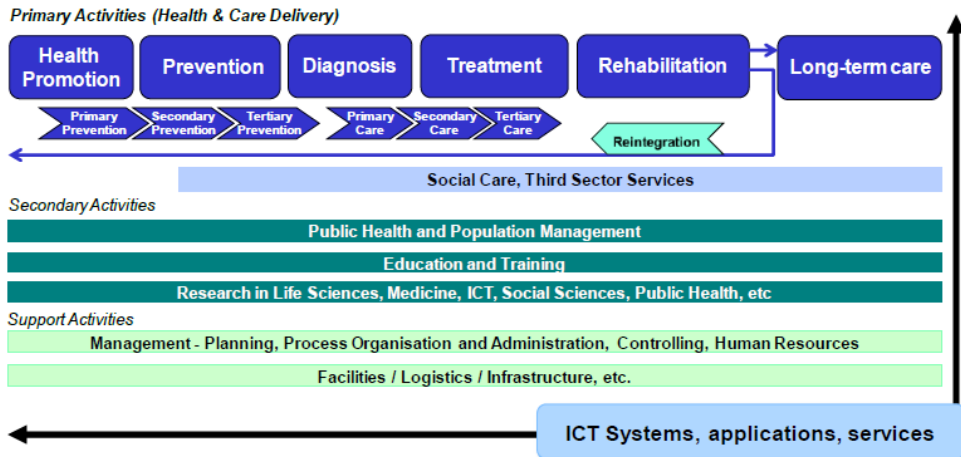 Primary Activities (Health & Care Delivery)
Health
Promotion
Prevention
Diagnosis
Treatment
Rehabilitation
Long-term care
Primary
Prevention
Secondary
Prevention
Tertiary
Prevention
Primary
Care
Secondary
Care
Tertiary
Care
Reintegration
Social Care, Third Sector Services
Secondary Activities
Public Health and Population Management
Education and Training
Research in Life Sciences, Medicine, ICT, Social Sciences, Public Health, etc
Support Activities
Management - Planning, Process Organisation and Administration, Controlling, Human Resources
Facilities / Logistics / Infrastructure, etc.
ICT Systems, applications, services